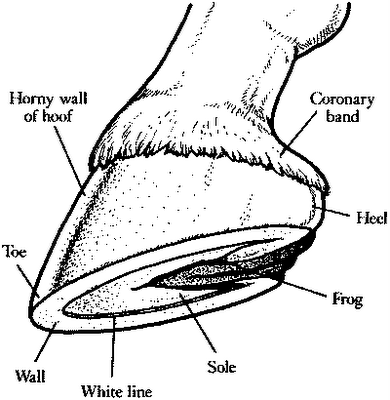 Horny wall
of hoof
Coronary
band
Heel
Toe
Frog
Sole
Wall
White line